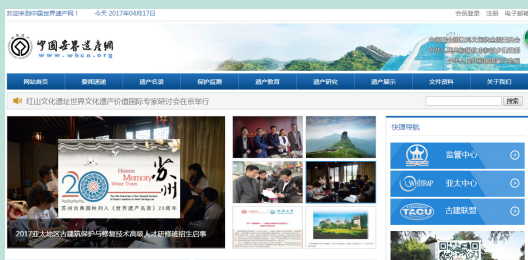 欢迎来到中国世界遗产网！ 今天 2017年04月17日 会员登录 注册 电子邮箱
中国世界遗产网
www.whcn.org
网站首页 要闻速递 遗产名录 保护监测 遗产教育 遗产研究 遗产展示 文件资料 关于我们
红山文化遗址世界文化遗产价值国际专家研讨会在京举行 搜索
快捷导航
监管中心
WHITRAP 亚太中心
TACU 古建联盟
Historic
Memory
Water Town
苏州
20
苏州古典园林列入《世界遗产名录》20周年
2017亚太地区古建筑保护与修复技术高级人才研修班招生启事